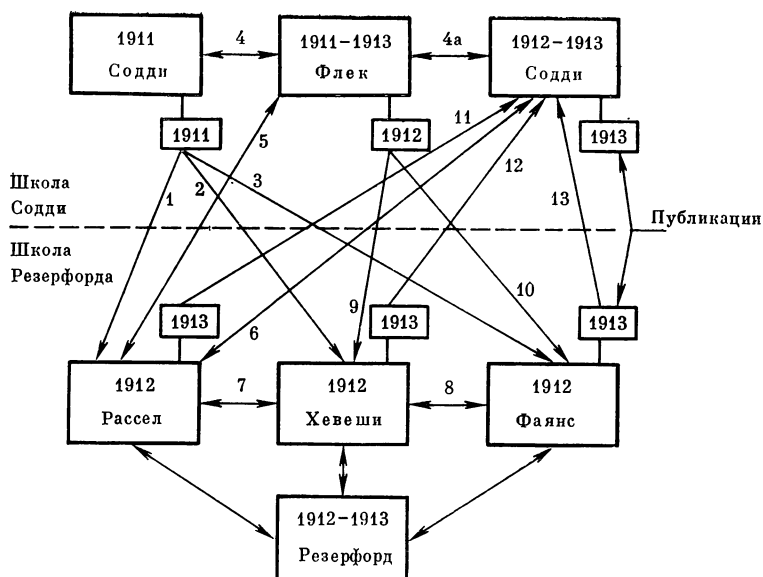 1911
Содди
4
1911-1913
Флек
4а
1912-1913
Содди
1911
5
1912
11
1913
12
Школа
Содди
1
2
3
13
Публикации
Школа
Резерфорда
1913
6
9
1913
10
1913
1912
Рассел
7
1912
Хевеши
8
1912
Фаянс
1912-1913
Резерфорд